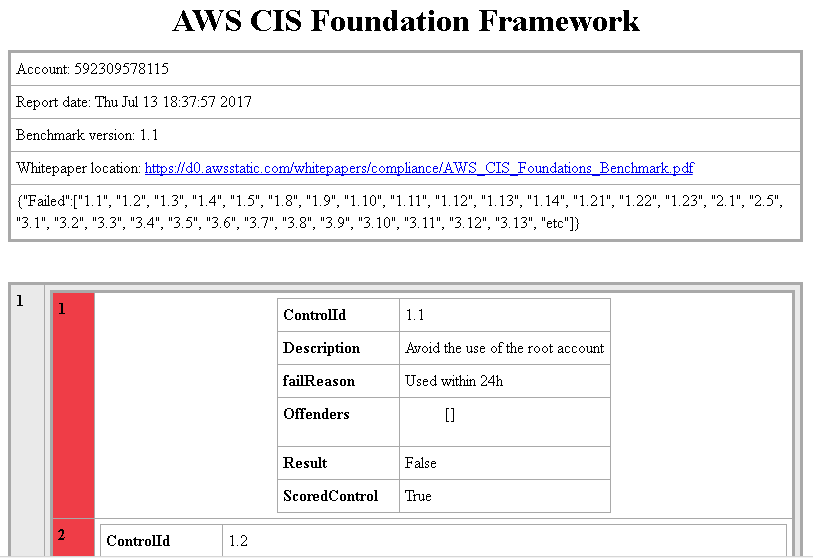 AWS CIS Foundation Framework
Account: 592309578115
Report date: Thu Jul 13 18:37:57 2017
Benchmark version: 1.1
Whitepaper location: https://d0.awsstatic.com/whitepapers/compliance/AWS_CIS_Foundations_Benchmark.pdf
{"Failed":["1.1", "1.2", "1.3", "1.4", "1.5", "1.8", "1.9", "1.10", "1.11", "1.12", "1.13", "1.14", "1.21", "1.22", "1.23", "2.1", "2.5",
"3.1", "3.2", "3.3", "3.4", "3.5", "3.6", "3.7", "3.8", "3.9", "3.10", "3.11", "3.12", "3.13", "etc"]}
1
1
ControlId 1.1
Description Avoid the use of the root account
failReason Used within 24h
Offenders []
Result False
ScoredControl True
2
ControlId 1.2